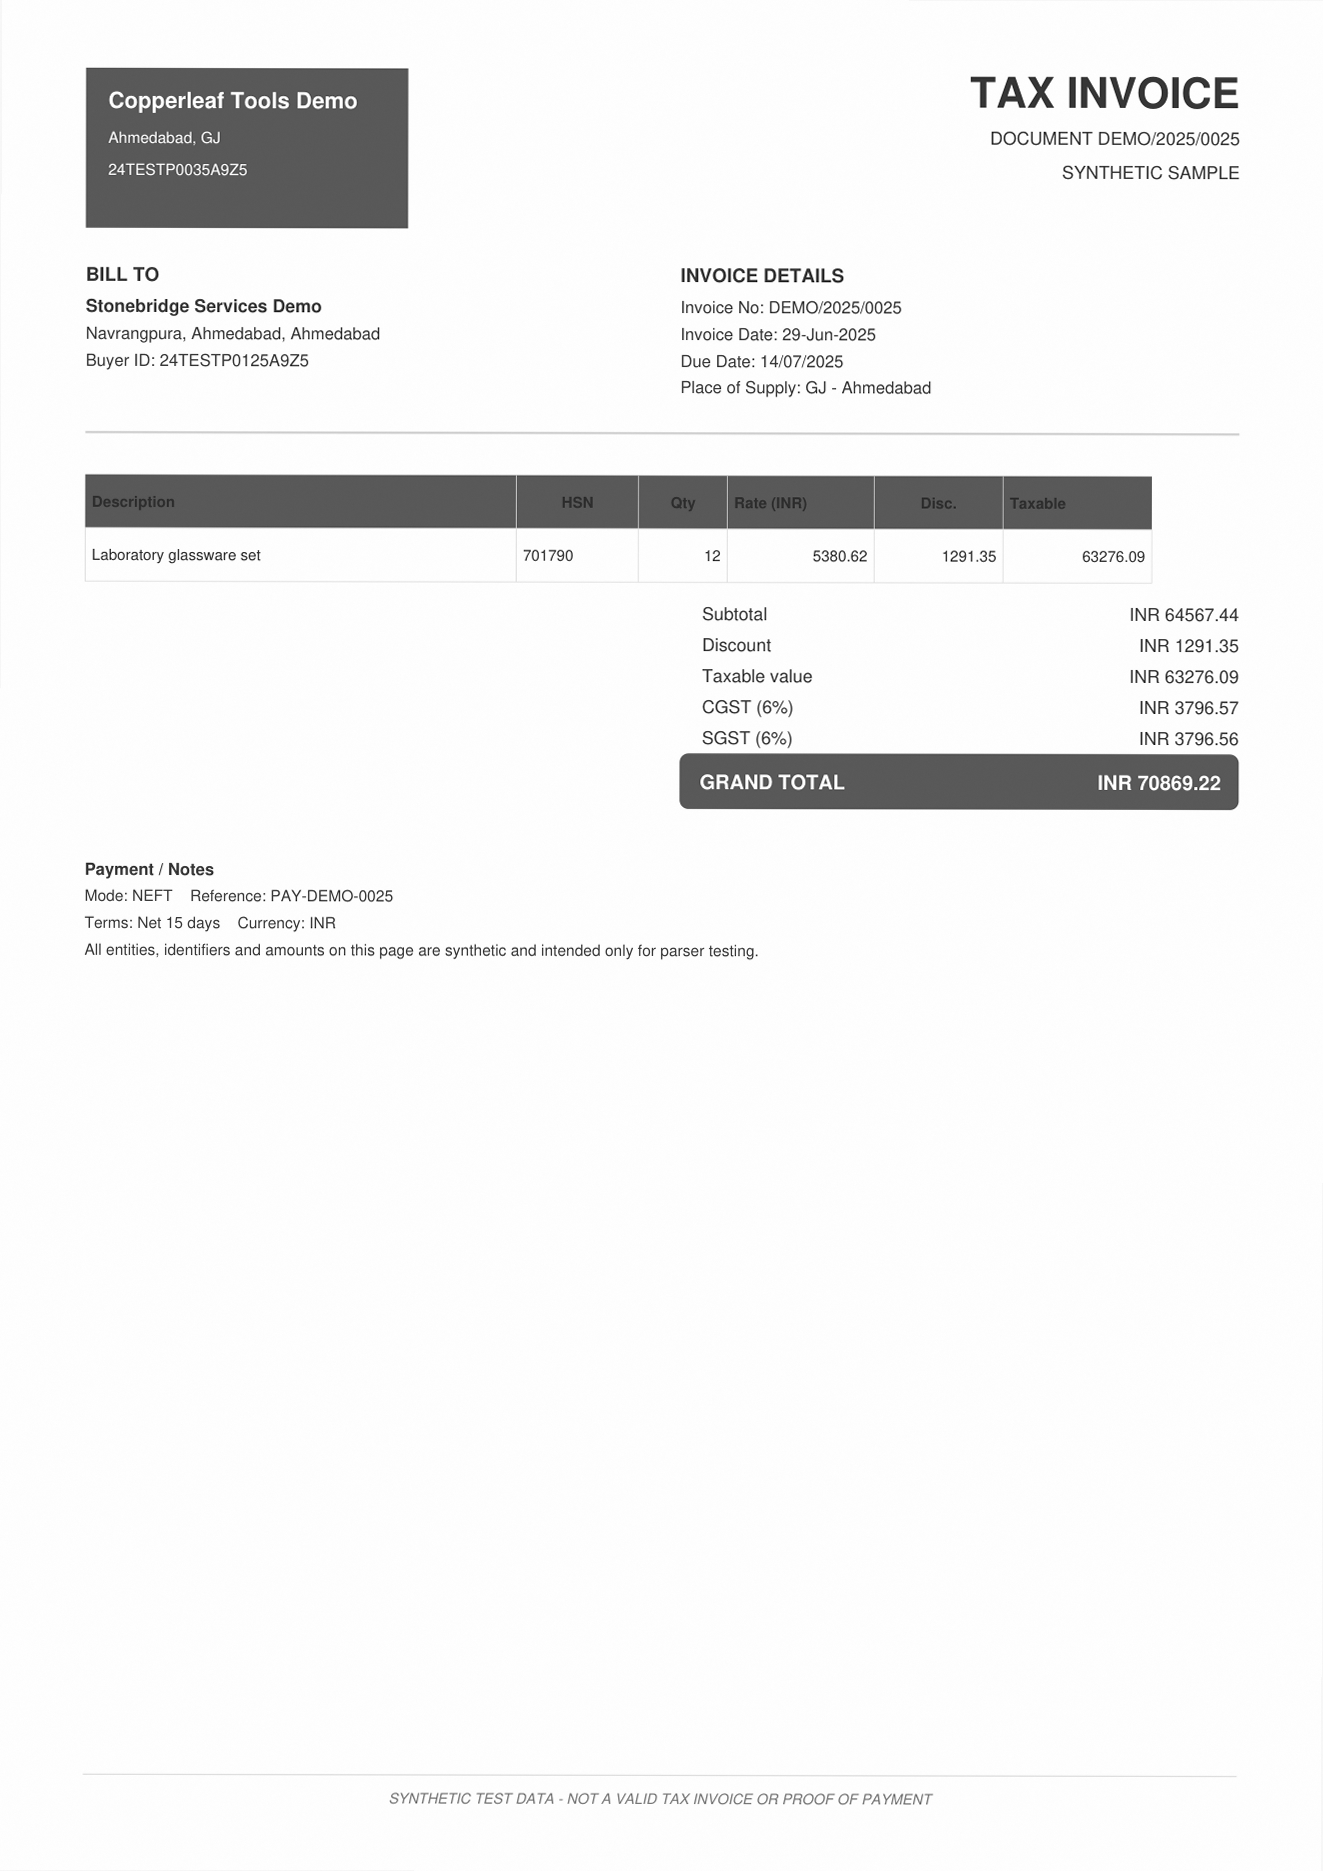 Copperleaf Tools Demo
Ahmedabad, GJ
24TESTP0035A9Z5
TAX INVOICE
DOCUMENT DEMO/2025/0025
SYNTHETIC SAMPLE
BILL TO
Stonebridge Services Demo
Navrangpura, Ahmedabad, Ahmedabad
Buyer ID: 24TESTP0125A9Z5
INVOICE DETAILS
Invoice No: DEMO/2025/0025
Invoice Date: 29-Jun-2025
Due Date: 14/07/2025
Place of Supply: GJ - Ahmedabad
Description HSN Qty Rate (INR) Disc. Taxable
Laboratory glassware set 701790 12 5380.62 1291.35 63276.09
Subtotal INR 64567.44
Discount INR 1291.35
Taxable value INR 63276.09
CGST (6%) INR 3796.57
SGST (6%) INR 3796.56
GRAND TOTAL INR 70869.22
Payment / Notes
Mode: NEFT Reference: PAY-DEMO-0025
Terms: Net 15 days Currency: INR
All entities, identifiers and amounts on this page are synthetic and intended only for parser testing.
SYNTHETIC TEST DATA - NOT A VALID TAX INVOICE OR PROOF OF PAYMENT